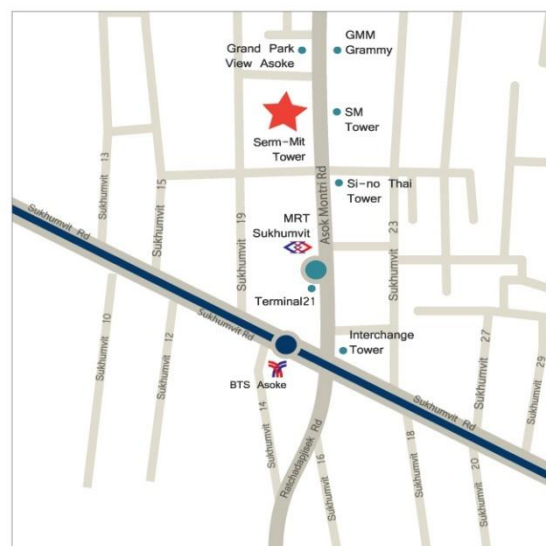 GMM
Grammy
Grand Park
View Asoke
SM
Tower
Serm-Mit
Tower
Sukhumvit 13
Sukhumvit 15
Sukhumvit 19
Asok Montri Rd
Si-no Thai
Tower
Sukhumvit 23
MRT
Sukhumvit
Sukhumvit Rd
Terminal21
Sukhumvit Rd
Interchange
Tower
Sukhumvit 10
Sukhumvit 12
BTS Asoke
Sukhumvit 14
Sukhumvit 27
Sukhumvit 29
Sukhumvit Rd
Ratchadapjisek Rd
Sukhumvit 16
Sukhumvit 18
Sukhumvit 20